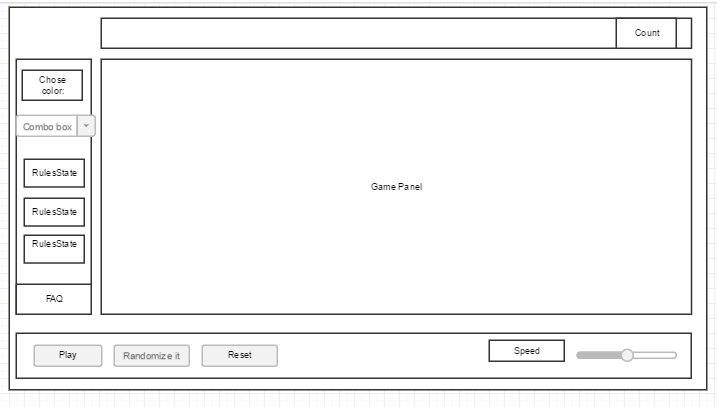 Count
Chose
color:
Combo box
RulesState
RulesState
RulesState
FAQ
Game Panel
Play
Randomize it
Reset
Speed